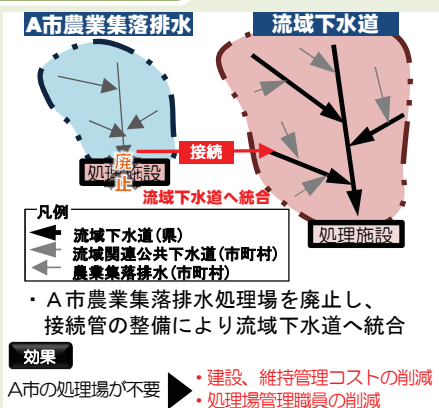 A市農業集落排水
流域下水道
接続
廃止
処理施設
流域下水道へ統合
処理施設
凡例
流域下水道(県)
流域関連公共下水道(市町村)
農業集落排水(市町村)
・A市農業集落排水処理場を廃止し、
接続管の整備により流域下水道へ統合
効果
A市の処理場が不要
・建設、維持管理コストの削減
・処理場管理職員の削減